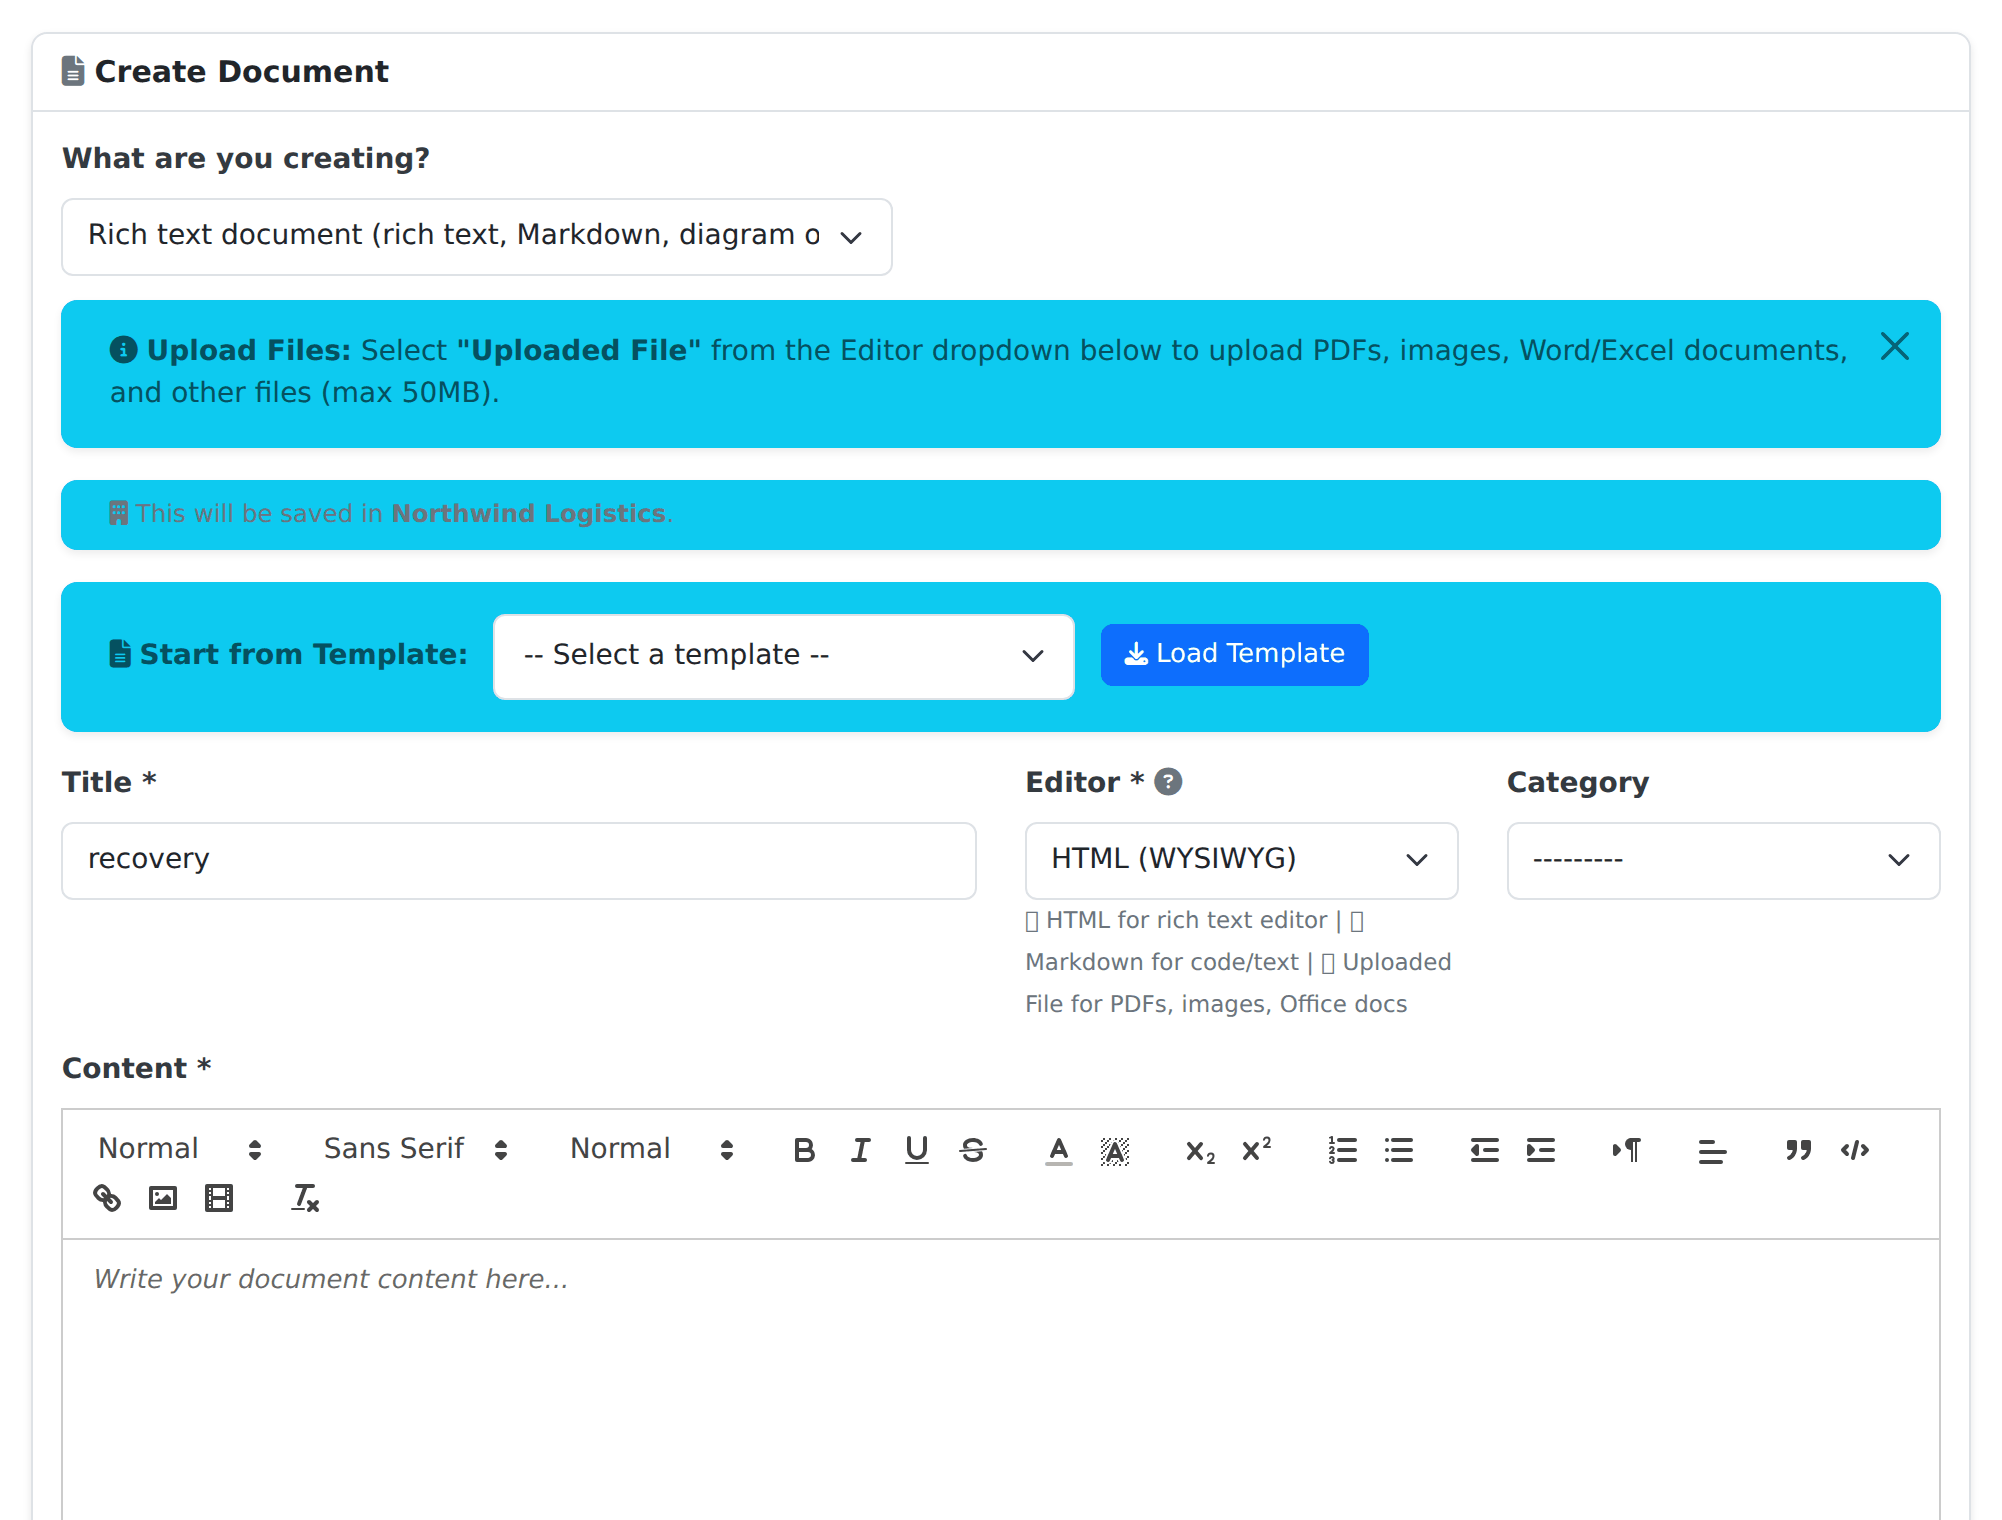 Create Document
What are you creating?
Rich text document (rich text, Markdown, diagram o
Upload Files: Select "Uploaded File" from the Editor dropdown below to upload PDFs, images, Word/Excel documents,
and other files (max 50MB).
This will be saved in Northwind Logistics.
Start from Template: -- Select a template -- Load Template
Title * Editor * Category
recovery HTML (WYSIWYG) ---------
HTML for rich text editor |
Markdown for code/text | Uploaded
File for PDFs, images, Office docs
Content *
Normal Sans Serif Normal
Write your document content here...